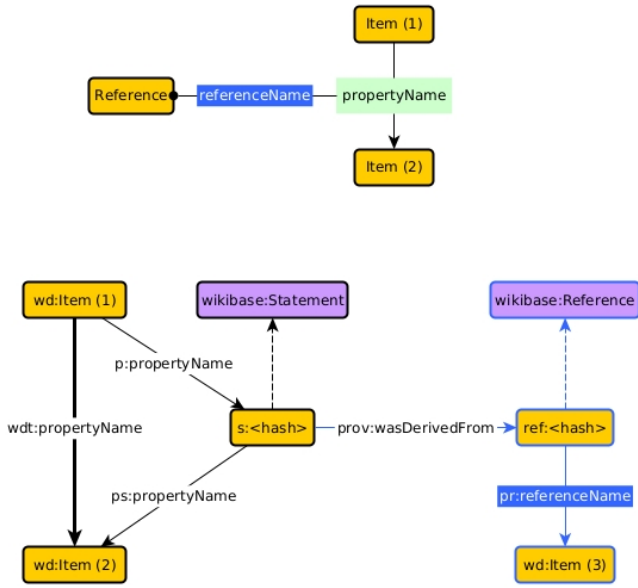 Item (1)
Reference
referenceName
propertyName
Item (2)
wd:Item (1)
wikibase:Statement
wikibase:Reference
p:propertyName
wdt:propertyName
s:<hash>
prov:wasDerivedFrom
ref:<hash>
ps:propertyName
pr:referenceName
wd:Item (2)
wd:Item (3)